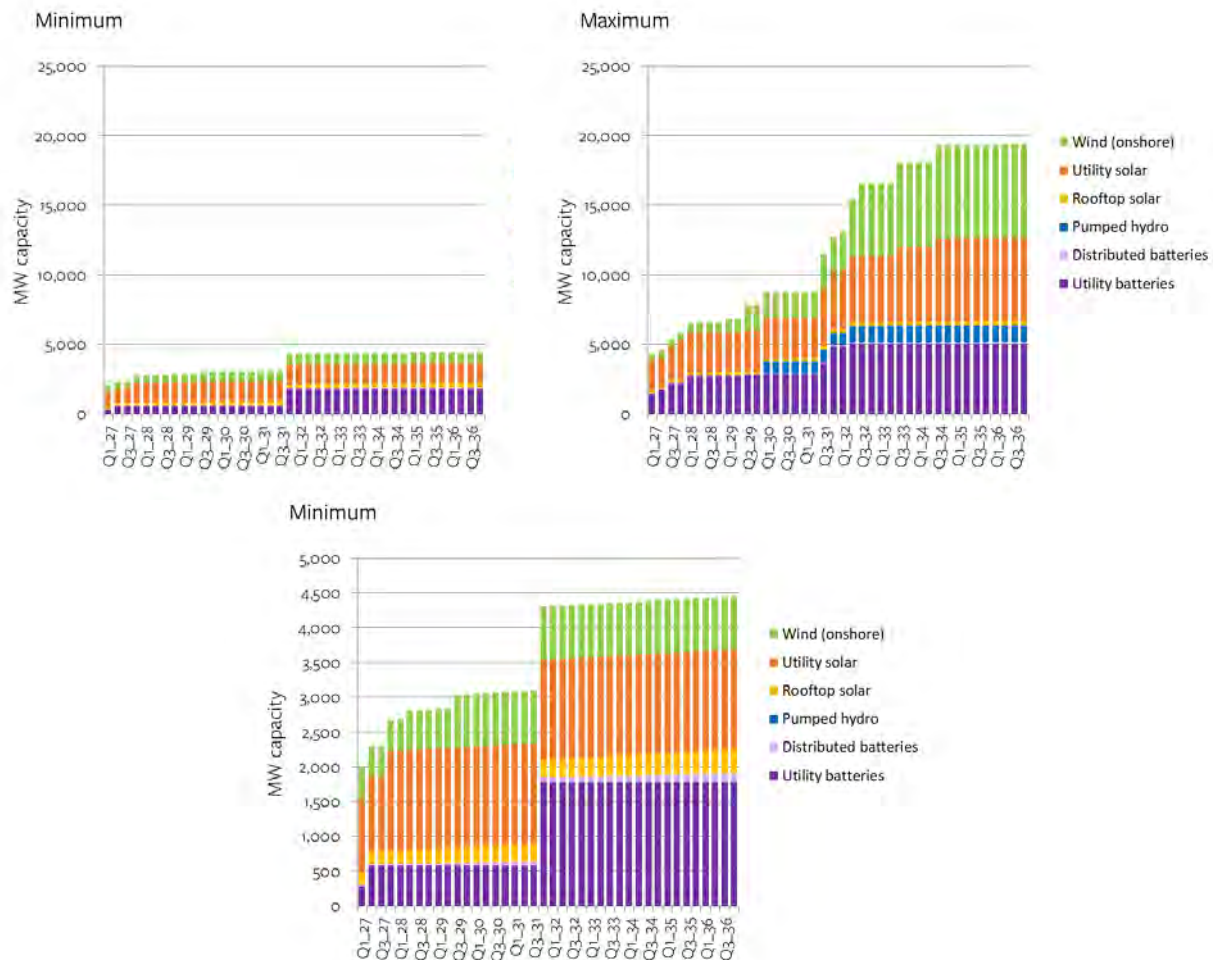 Minimum
25,000
20,000
15,000
10,000
5,000
0
MW capacity
Q1_27
Q3_27
Q1_28
Q3_28
Q1_29
Q3_29
Q1_30
Q3_30
Q1_31
Q3_31
Q1_32
Q3_32
Q1_33
Q3_33
Q1_34
Q3_34
Q1_35
Q3_35
Q1_36
Q3_36
Maximum
25,000
20,000
15,000
10,000
5,000
0
MW capacity
Q1_27
Q3_27
Q1_28
Q3_28
Q1_29
Q3_29
Q1_30
Q3_30
Q1_31
Q3_31
Q1_32
Q3_32
Q1_33
Q3_33
Q1_34
Q3_34
Q1_35
Q3_35
Q1_36
Q3_36
Wind (onshore)
Utility solar
Rooftop solar
Pumped hydro
Distributed batteries
Utility batteries
Minimum
5,000
4,500
4,000
3,500
3,000
2,500
2,000
1,500
1,000
500
0
MW capacity
Q1_27
Q3_27
Q1_28
Q3_28
Q1_29
Q3_29
Q1_30
Q3_30
Q1_31
Q3_31
Q1_32
Q3_32
Q1_33
Q3_33
Q1_34
Q3_34
Q1_35
Q3_35
Q1_36
Q3_36
Wind (onshore)
Utility solar
Rooftop solar
Pumped hydro
Distributed batteries
Utility batteries